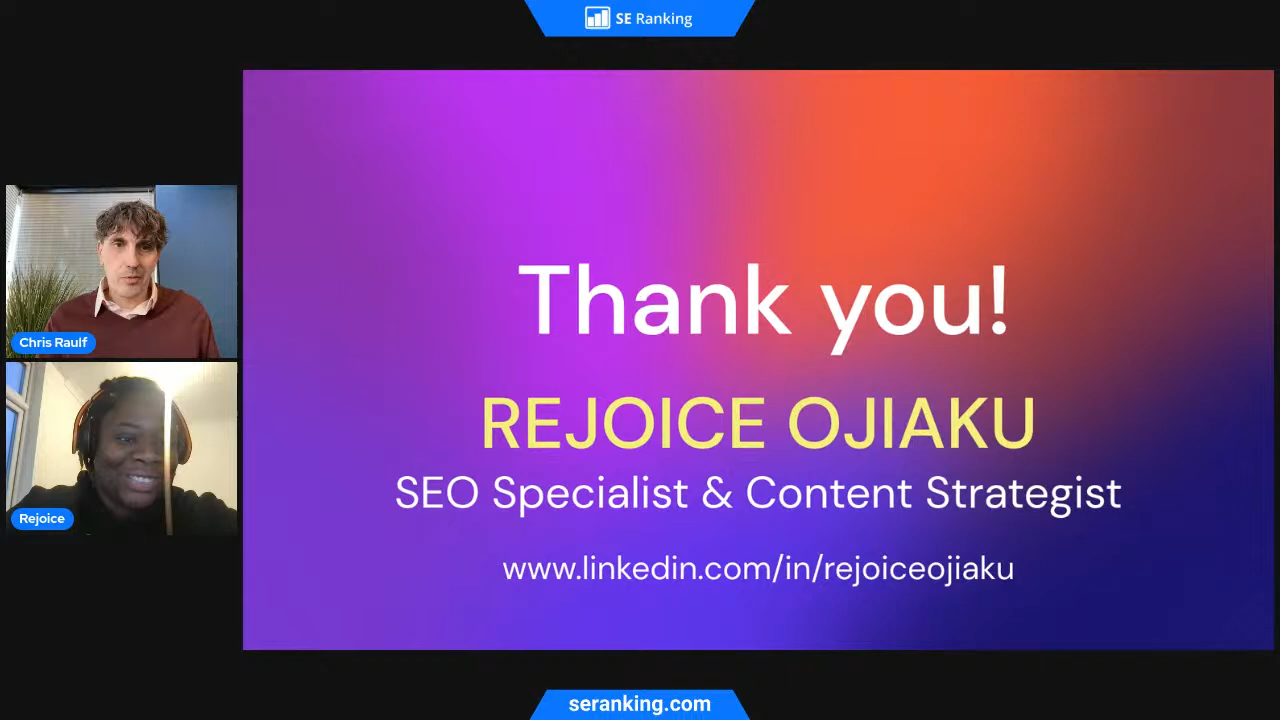 SE Ranking
Chris Raulf
Rejoice
Thank you!
REJOICE OJIAKU
SEO Specialist & Content Strategist
www.linkedin.com/in/rejoiceojiaku
seranking.com